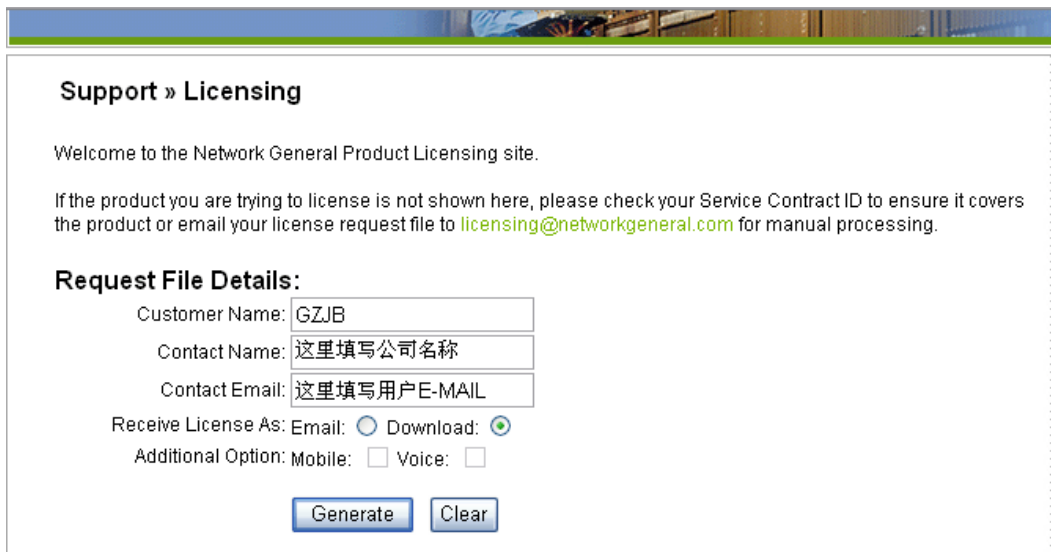 Support » Licensing
Welcome to the Network General Product Licensing site.
If the product you are trying to license is not shown here, please check your Service Contract ID to ensure it covers
the product or email your license request file to licensing@networkgeneral.com for manual processing.
Request File Details:
Customer Name: GZJB
Contact Name: 这里填写公司名称
Contact Email: 这里填写用户E-MAIL
Receive License As: Email: Download:
Additional Option: Mobile: Voice:
Generate Clear